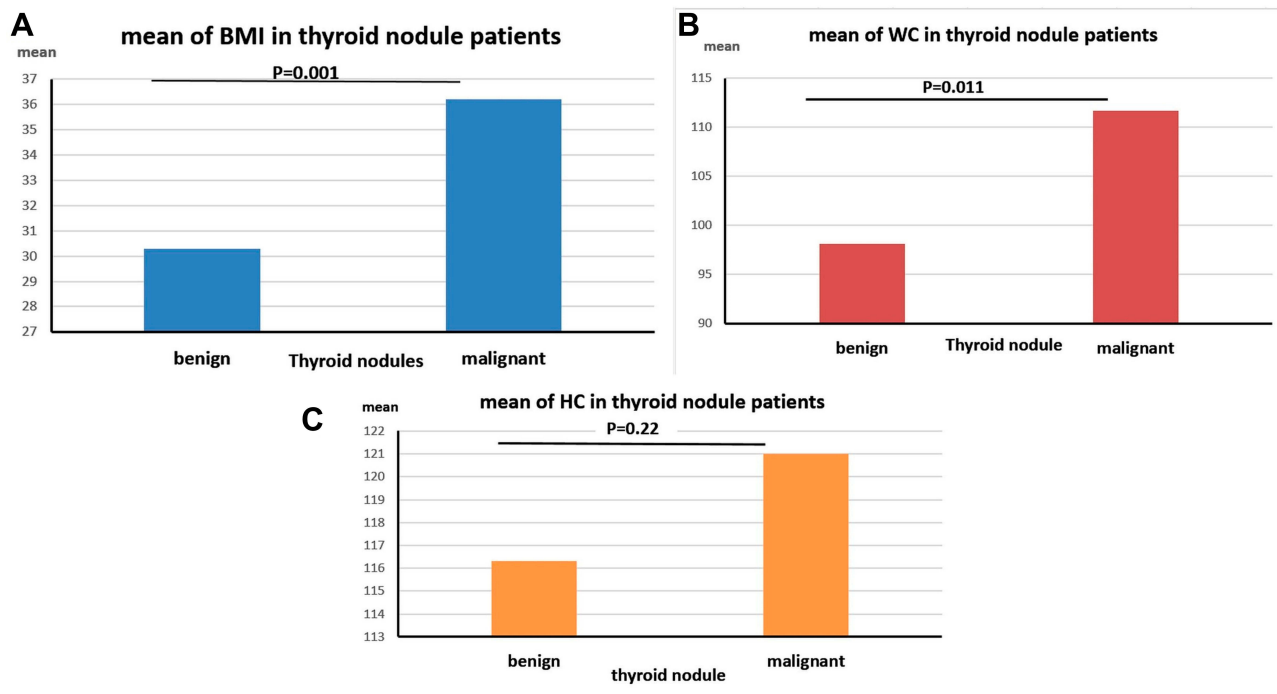 A
mean of BMI in thyroid nodule patients
mean
P=0.001
37
36
35
34
33
32
31
30
29
28
27
benign
Thyroid nodules
malignant
B
mean of WC in thyroid nodule patients
mean
P=0.011
115
110
105
100
95
90
benign
Thyroid nodule
malignant
C
mean of HC in thyroid nodule patients
mean
P=0.22
122
121
120
119
118
117
116
115
114
113
benign
thyroid nodule
malignant